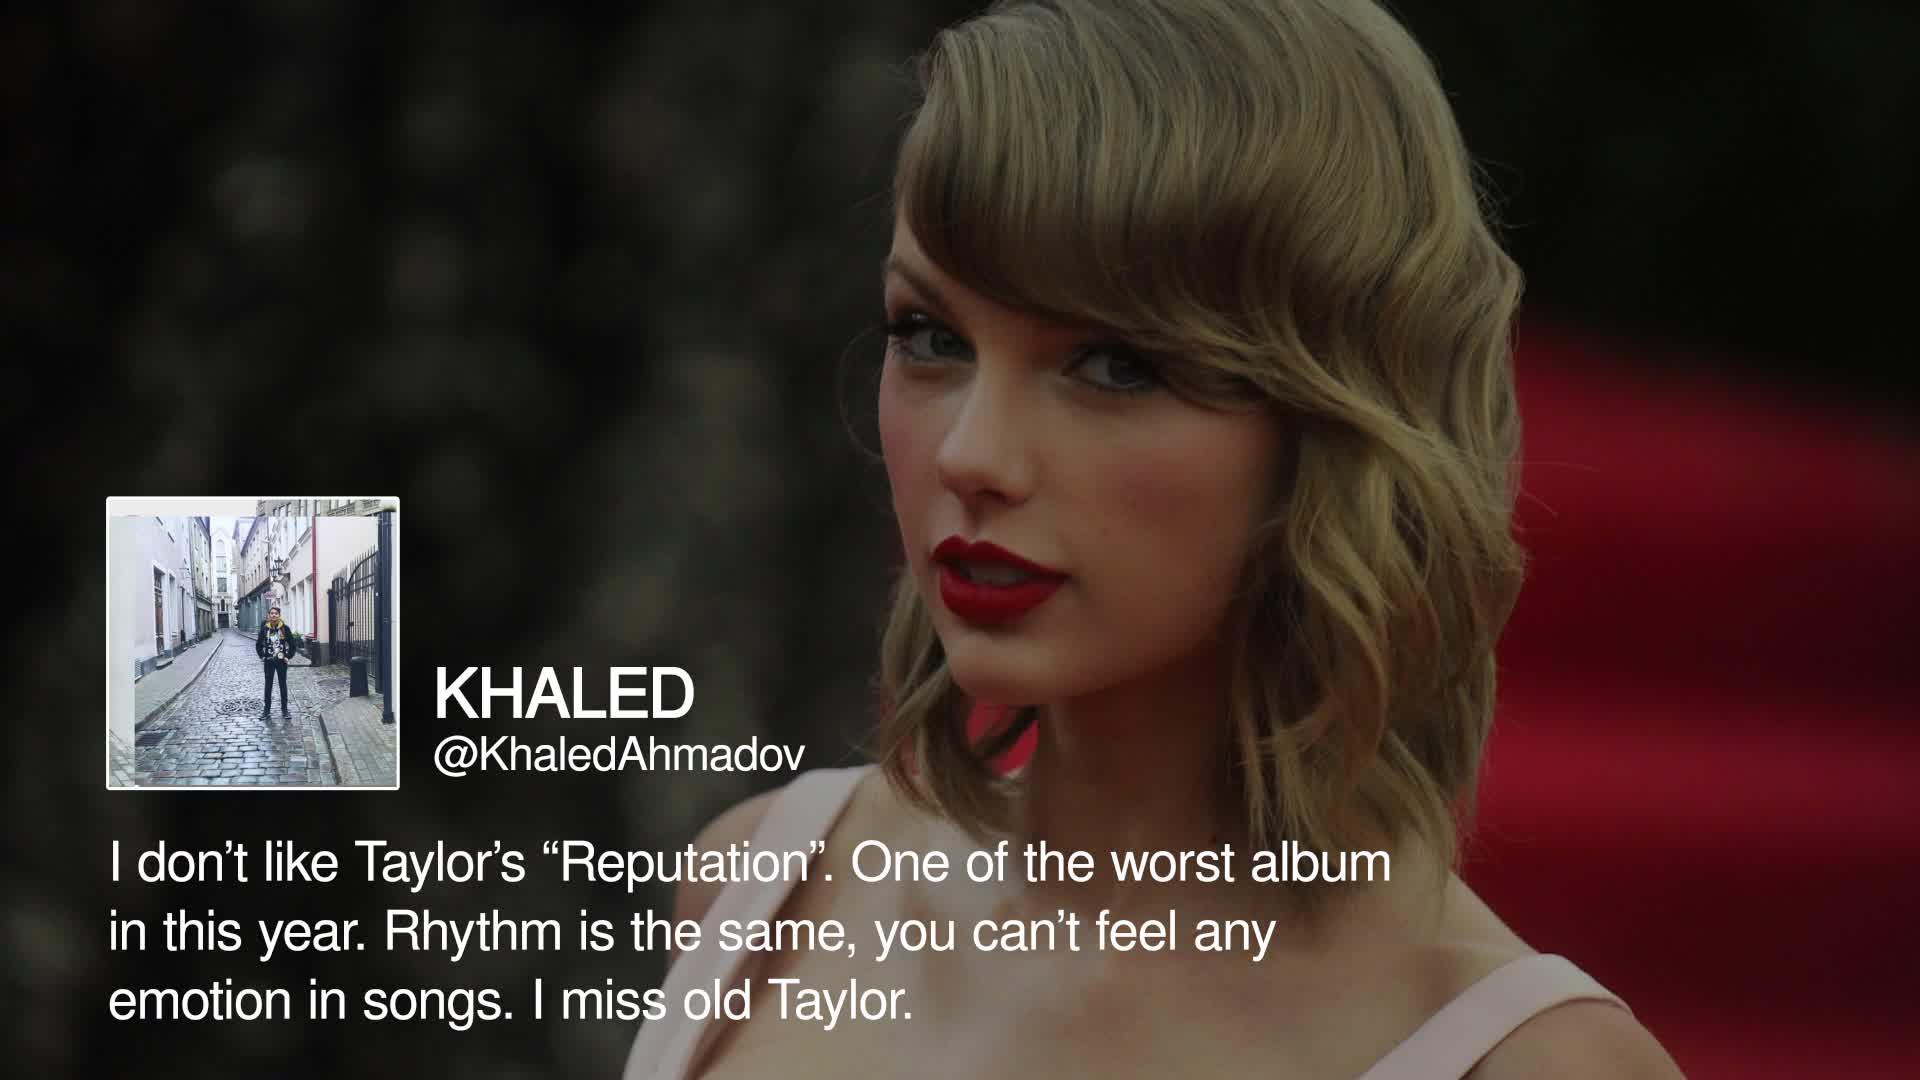 KHALED
@KhaledAhmadov
I don’t like Taylor’s “Reputation”. One of the worst album
in this year. Rhythm is the same, you can’t feel any
emotion in songs. I miss old Taylor.